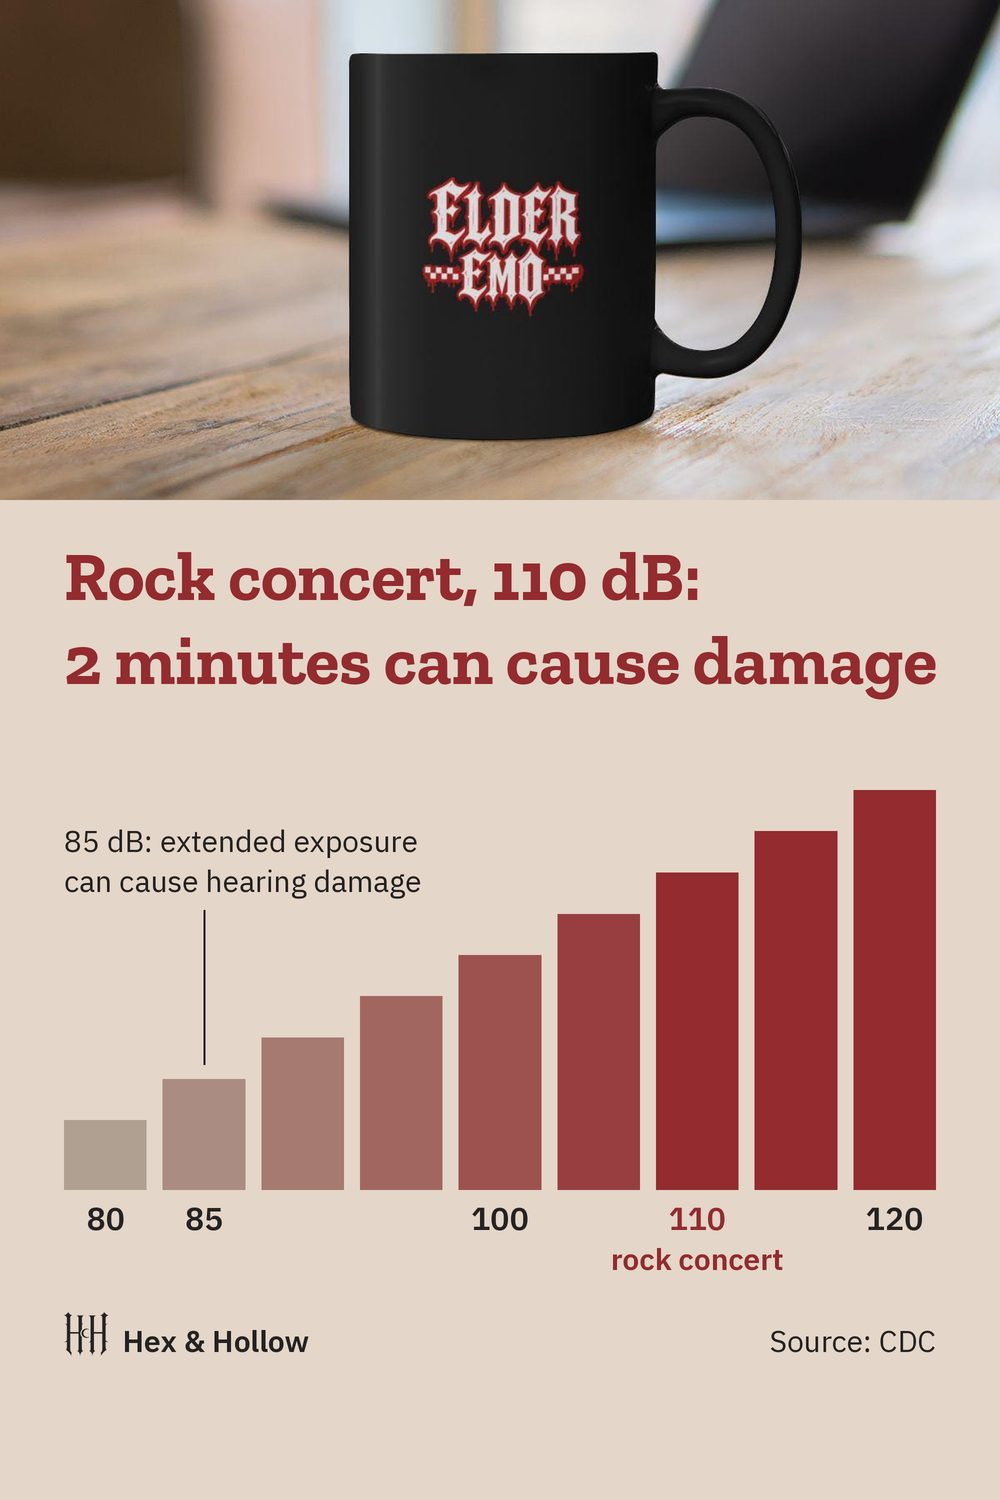 ELDER
EMO
Rock concert, 110 dB:
2 minutes can cause damage
85 dB: extended exposure
can cause hearing damage
80 85 100 110 120
rock concert
HCH Hex & Hollow
Source: CDC